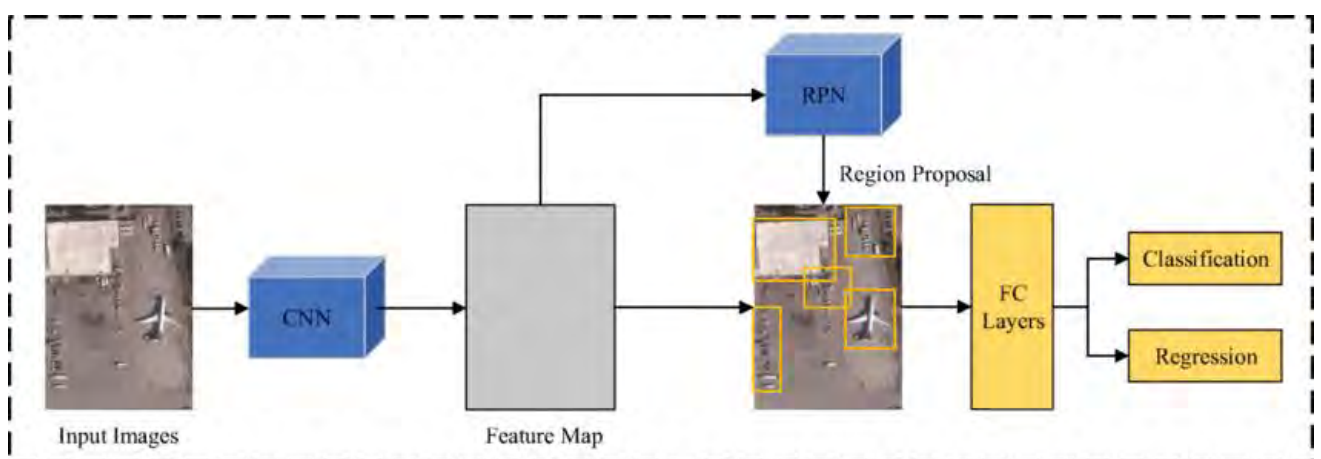 RPN
Region Proposal
CNN
FC
Layers
Classification
Regression
Input Images
Feature Map